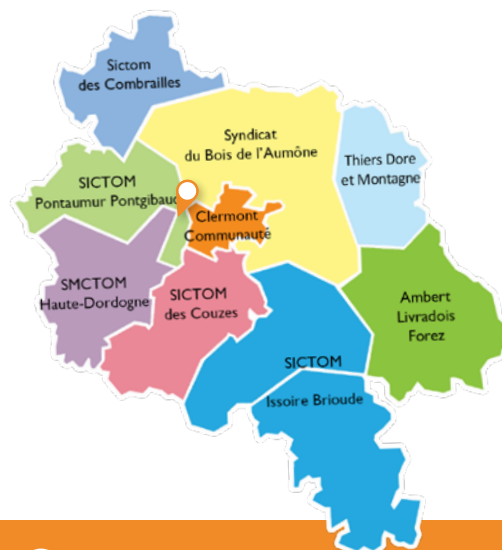 Sictom
des Combrailles
Syndicat
du Bois de l'Aumône
Thiers Dore
et Montagne
SICTOM
Pontaumur Pontgibaud
Clermont
Communauté
SMCTOM
Haute-Dordogne
SICTOM
des Couzes
Ambert
Livradois
Forez
SICTOM
Issoire Brioude